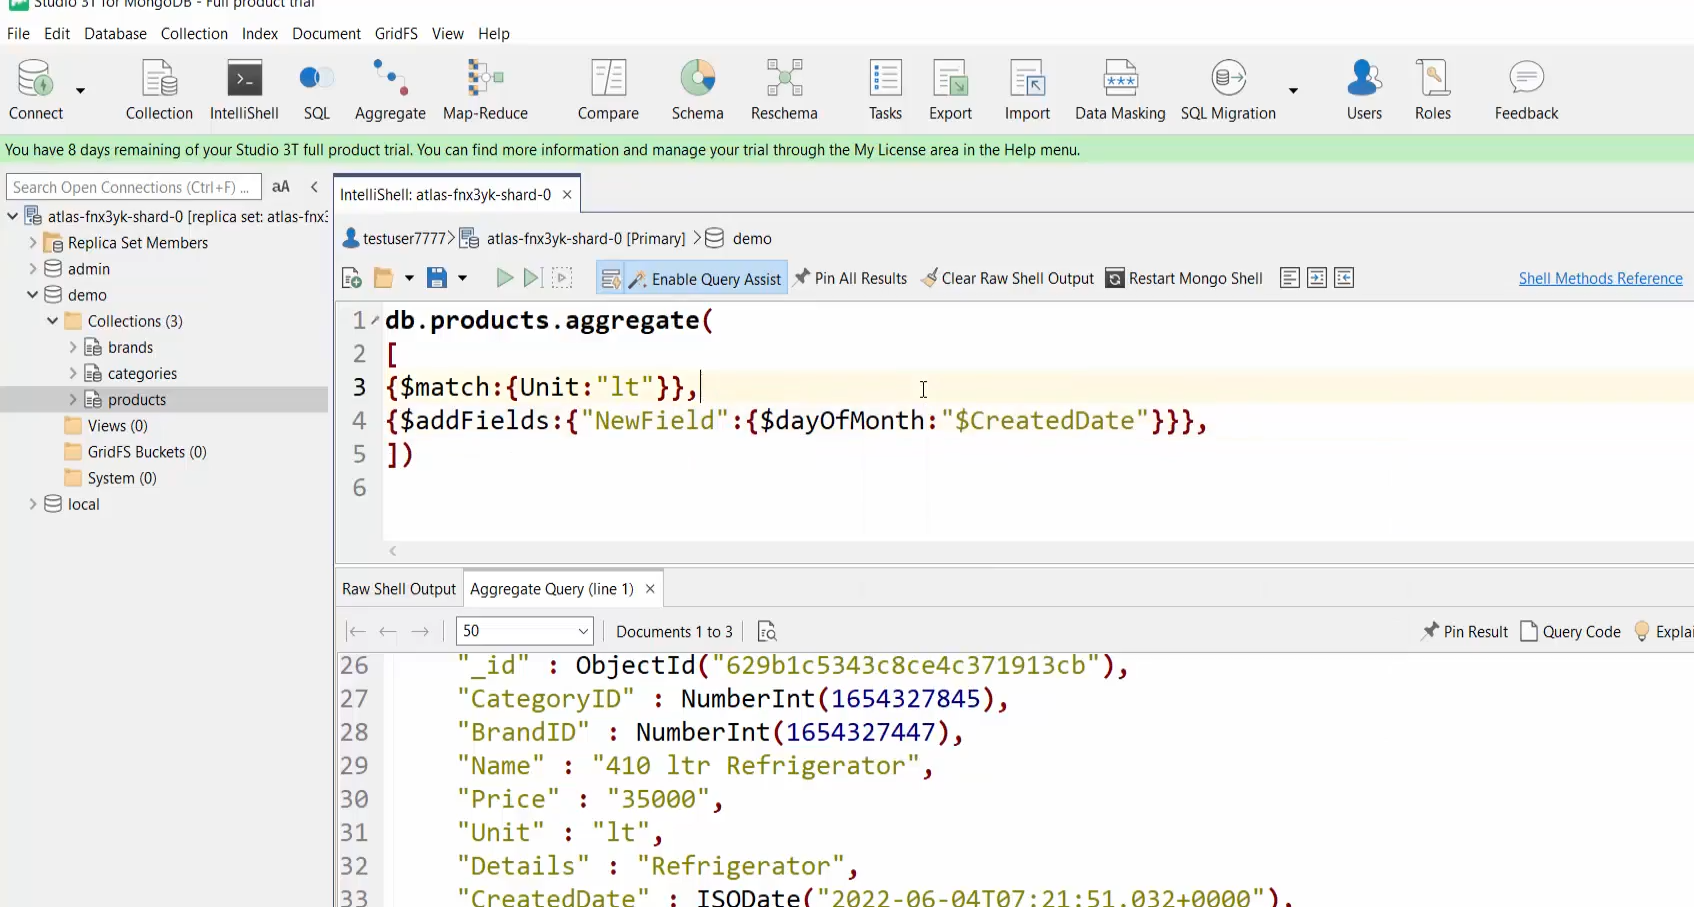 Studio 3T for MongoDB - Full product trial
File Edit Database Collection Index Document GridFS View Help
Connect Collection IntelliShell SQL Aggregate Map-Reduce Compare Schema Reschema Tasks Export Import Data Masking SQL Migration Users Roles Feedback
You have 8 days remaining of your Studio 3T full product trial. You can find more information and manage your trial through the My License area in the Help menu.
Search Open Connections (Ctrl+F) ... aA
atlas-fnx3yk-shard-0 [replica set: atlas-fnx3
Replica Set Members
admin
demo
Collections (3)
brands
categories
products
Views (0)
GridFS Buckets (0)
System (0)
local
IntelliShell: atlas-fnx3yk-shard-0
testuser7777 atlas-fnx3yk-shard-0 [Primary] demo
Enable Query Assist Pin All Results Clear Raw Shell Output Restart Mongo Shell Shell Methods Reference
1 db.products.aggregate(
2 [
3 {$match:{Unit:"lt"}},
4 {$addFields:{"NewField":{$dayOfMonth:"$CreatedDate"}}},
5 ])
6
Raw Shell Output Aggregate Query (line 1)
50 Documents 1 to 3 Pin Result Query Code Explai
26 "_id" : ObjectId("629b1c5343c8ce4c371913cb"),
27 "CategoryID" : NumberInt(1654327845),
28 "BrandID" : NumberInt(1654327447),
29 "Name" : "410 ltr Refrigerator",
30 "Price" : "35000",
31 "Unit" : "lt",
32 "Details" : "Refrigerator",
33 "CreatedDate" : ISODate("2022-06-04T07:21:51.032+0000"),